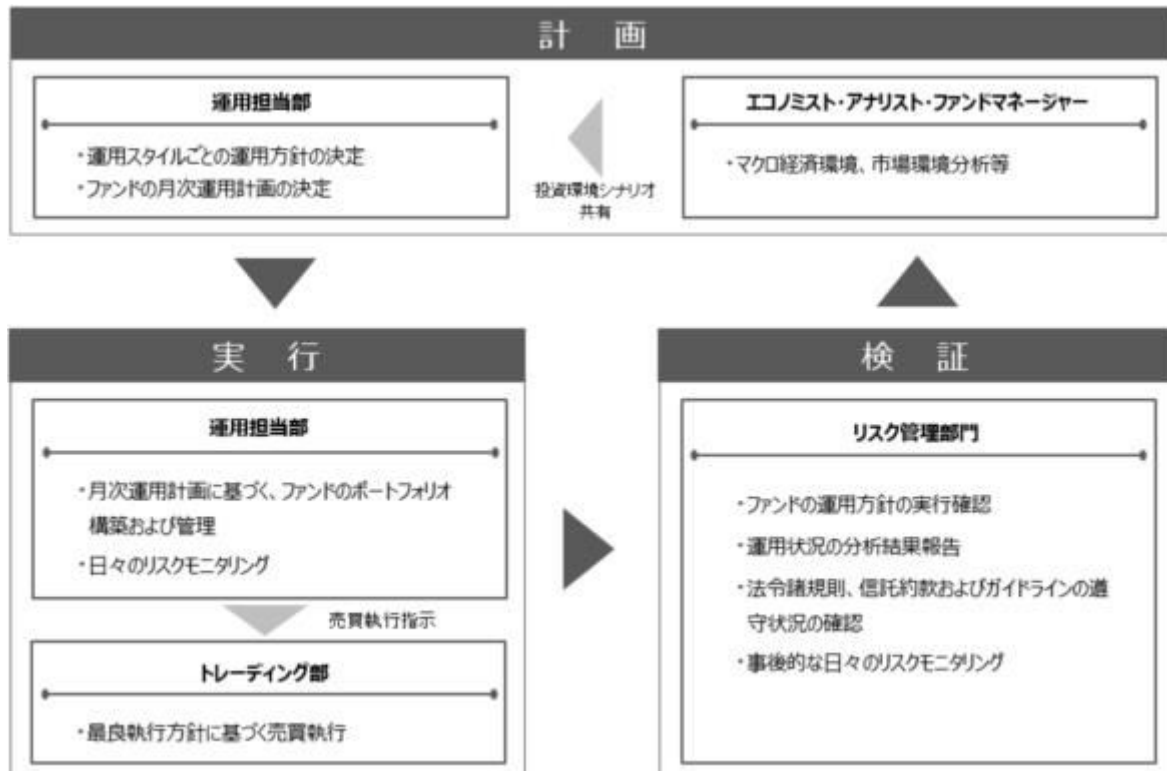 計 画
運用担当部
・運用スタイルごとの運用方針の決定
・ファンドの月次運用計画の決定
投資環境シナリオ
共有
エコノミスト・アナリスト・ファンドマネージャー
・マクロ経済環境、市場環境分析等
実 行
運用担当部
・月次運用計画に基づく、ファンドのポートフォリオ
構築および管理
・日々のリスクモニタリング
売買執行指示
トレーディング部
・最良執行方針に基づく売買執行
検 証
リスク管理部門
・ファンドの運用方針の実行確認
・運用状況の分析結果報告
・法令諸規則、信託約款およびガイドラインの遵
守状況の確認
・事後的な日々のリスクモニタリング